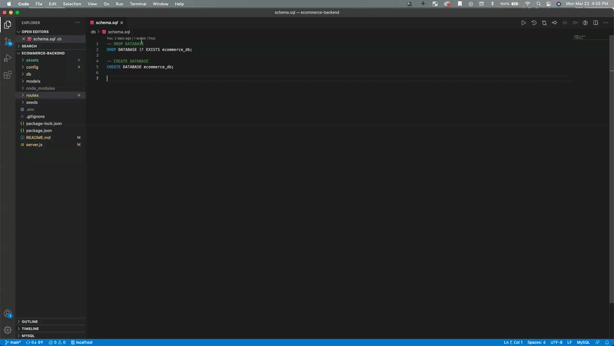 Code File Edit Selection View Go Run Terminal Window Help
100%
Mon Mar 22 4:53 PM
schema.sql — ecommerce-backend
EXPLORER
OPEN EDITORS
schema.sql db
SEARCH
ECOMMERCE-BACKEND
assets
config
db
models
node_modules
routes
seeds
.env
.gitignore
package-lock.json
package.json
README.md M
server.js M
OUTLINE
TIMELINE
MYSQL
schema.sql
db > schema.sql
You, 2 days ago | 1 author (You)
1 -- DROP DATABASE
2 DROP DATABASE IF EXISTS ecommerce_db;
3
4 -- CREATE DATABASE
5 CREATE DATABASE ecommerce_db;
6
7
main*
0 0
localhost
Ln 7, Col 1 Spaces: 4 UTF-8 LF MySQL